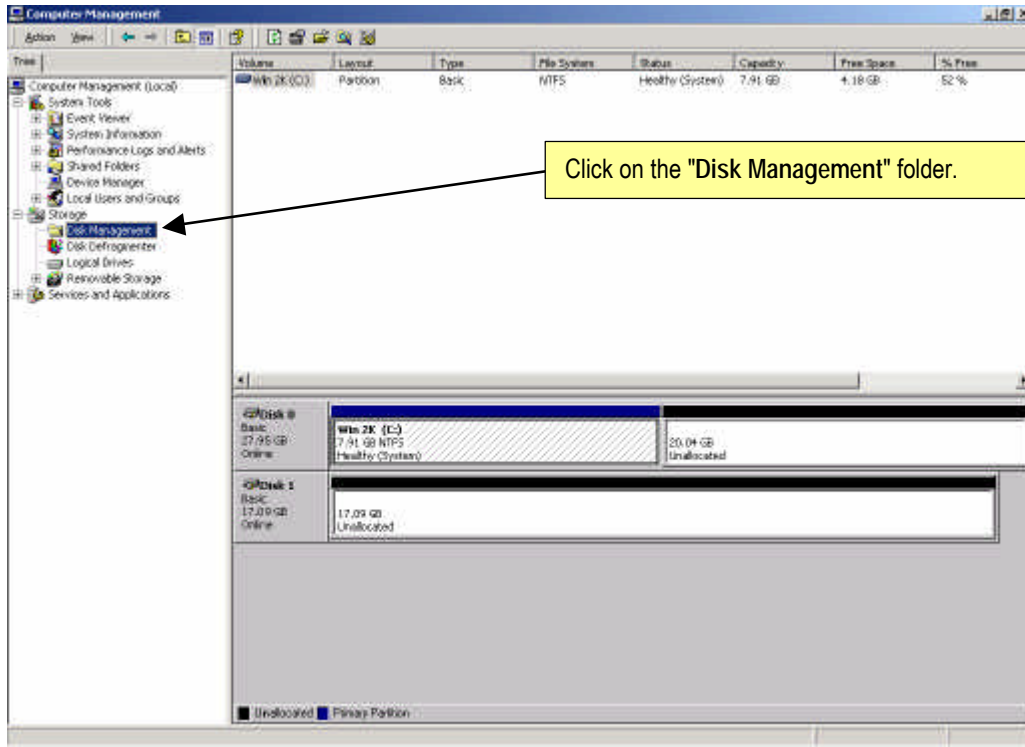 Computer Management
Action View
Tree
Computer Management (Local)
System Tools
Event Viewer
System Information
Performance Logs and Alerts
Shared Folders
Device Manager
Local Users and Groups
Storage
Disk Management
Disk Defragmenter
Logical Drives
Removable Storage
Services and Applications
Volume Layout Type File System Status Capacity Free Space % Free
Win 2K (C:) Partition Basic NTFS Healthy (System) 7.91 GB 4.18 GB 52 %
Click on the "Disk Management" folder.
Disk 0
Basic
27.95 GB
Online
Win 2K (C:)
7.91 GB NTFS
Healthy (System)
20.04 GB
Unallocated
Disk 1
Basic
17.09 GB
Online
17.09 GB
Unallocated
Unallocated Primary Partition